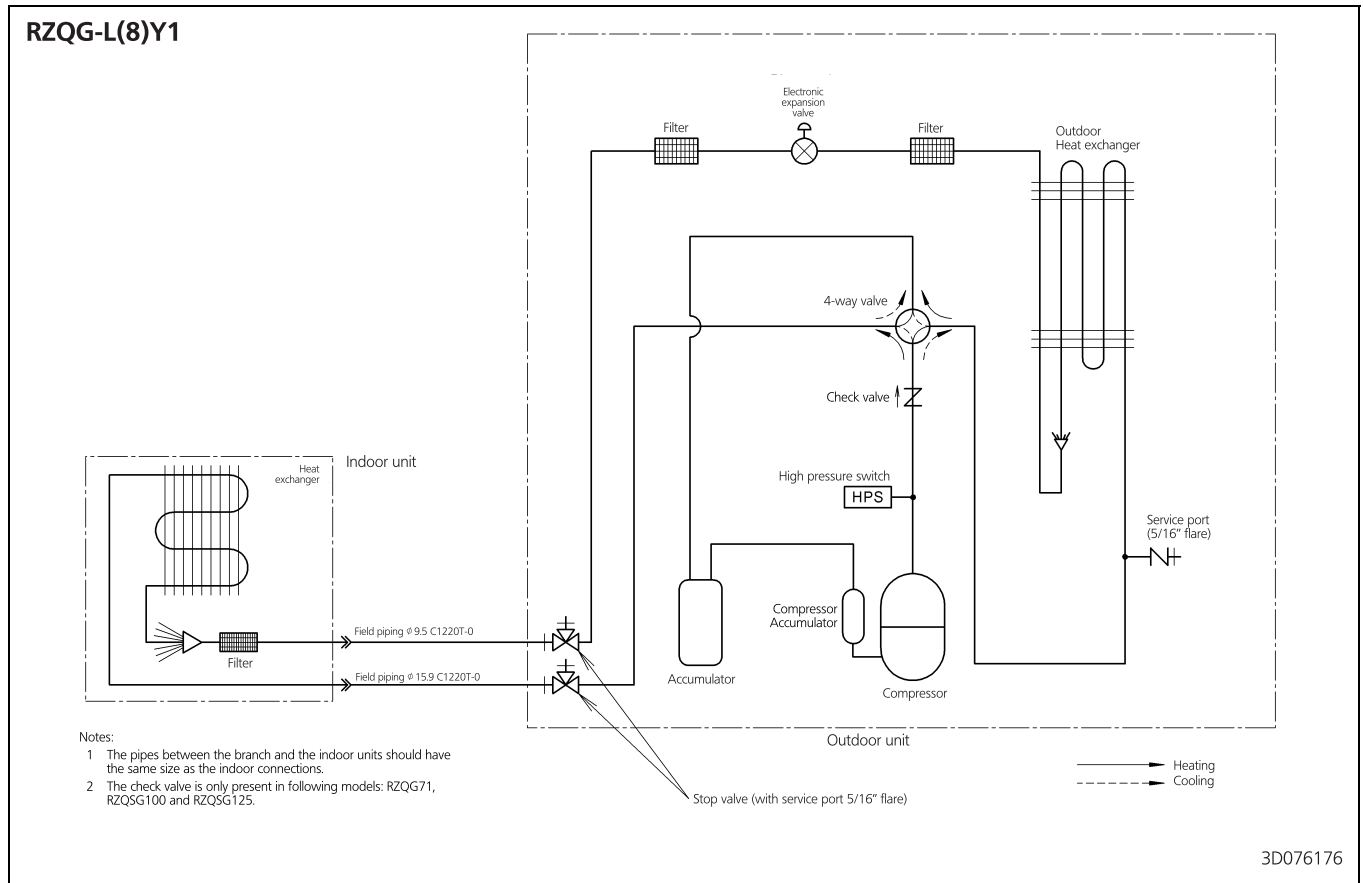 RZQG-L(8)Y1
Electronic
expansion
valve
Filter
Filter
Outdoor
Heat exchanger
4-way valve
Check valve
High pressure switch
HPS
Service port
(5/16" flare)
Indoor unit
Heat
exchanger
Compressor
Accumulator
Field piping ϕ 9.5 C1220T-0
Filter
Field piping ϕ 15.9 C1220T-0
Accumulator
Compressor
Outdoor unit
Notes:
1 The pipes between the branch and the indoor units should have
the same size as the indoor connections.
2 The check valve is only present in following models: RZQG71,
RZQSG100 and RZQSG125.
Stop valve (with service port 5/16" flare)
Heating
Cooling
3D076176